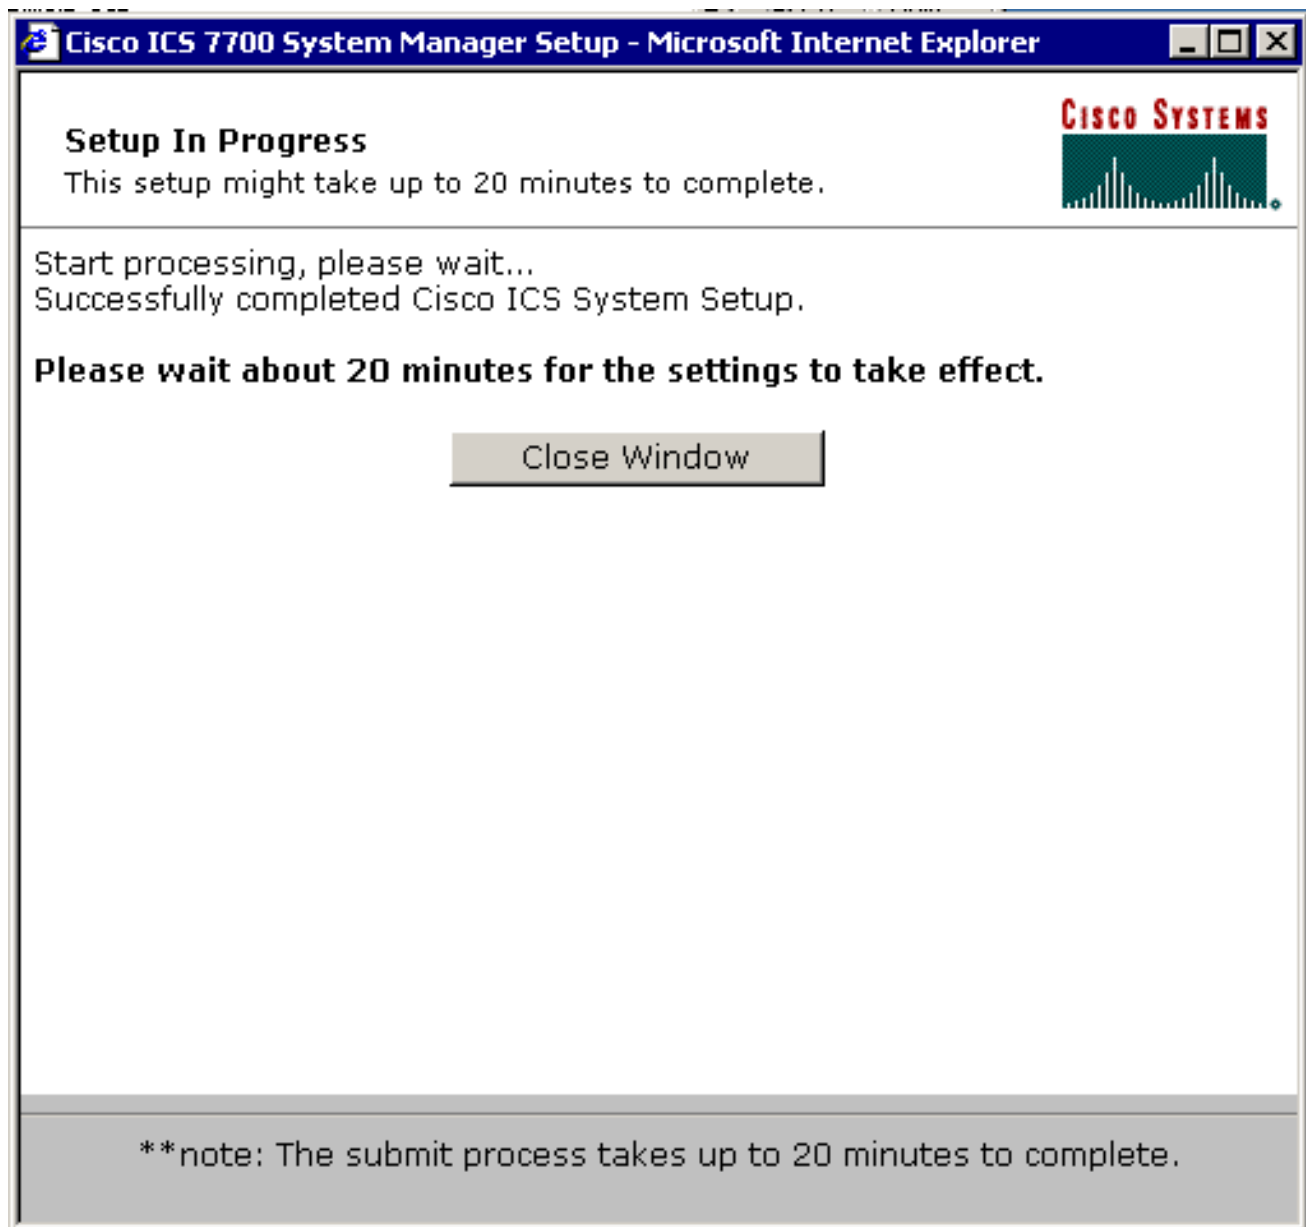 Cisco ICS 7700 System Manager Setup - Microsoft Internet Explorer
Setup In Progress
This setup might take up to 20 minutes to complete.
CISCO SYSTEMS
Start processing, please wait...
Successfully completed Cisco ICS System Setup.
Please wait about 20 minutes for the settings to take effect.
Close Window
**note: The submit process takes up to 20 minutes to complete.